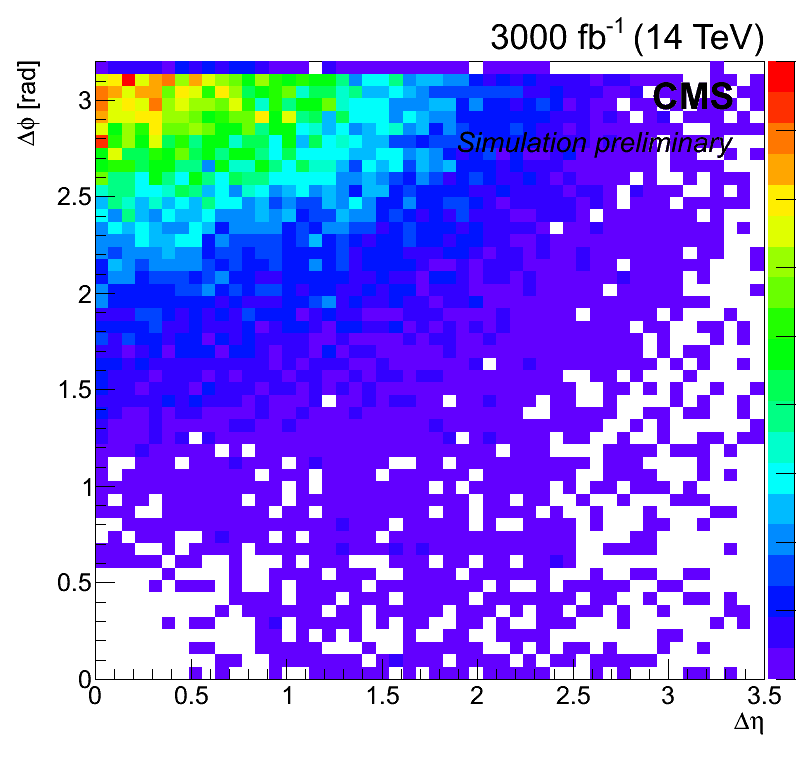 3000 fb-1 (14 TeV)
Δϕ [rad]
CMS
Simulation preliminary
3
2.5
2
1.5
1
0.5
0
0 0.5 1 1.5 2 2.5 3 3.5
Δη